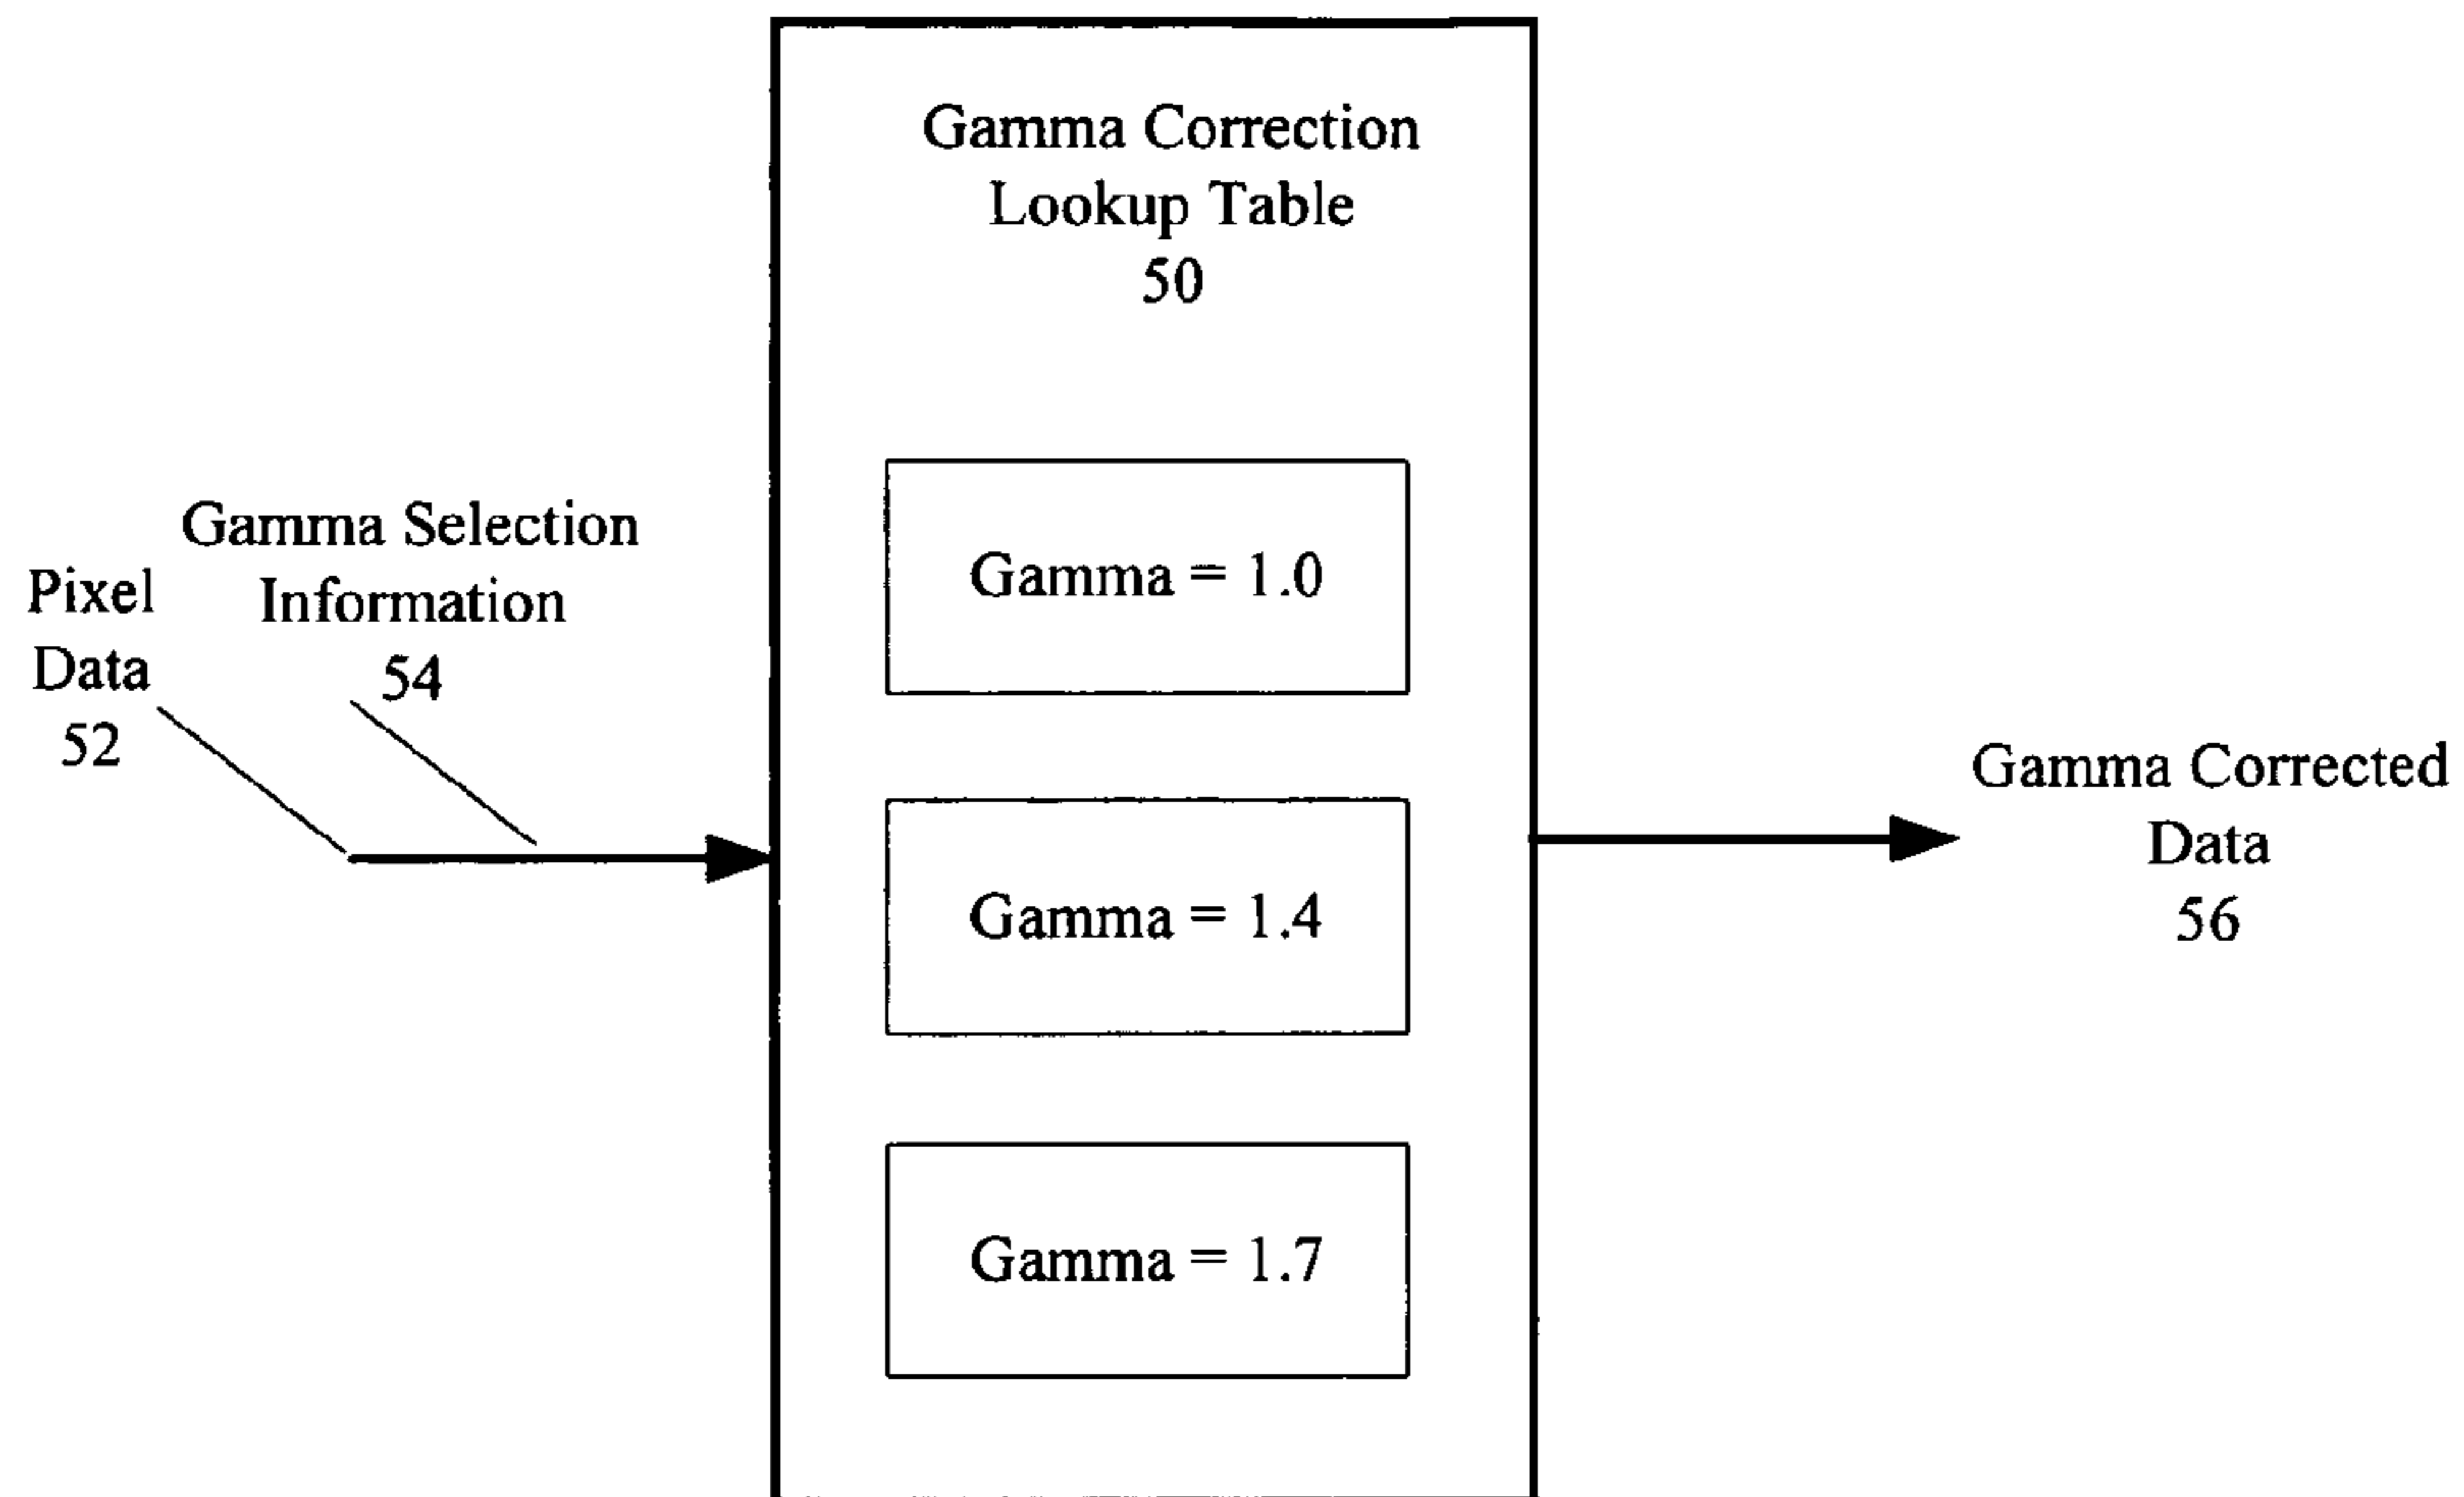 Gamma Correction
Lookup Table
50
Gamma Selection
Information
54
Pixel
Data
52
Gamma = 1.0
Gamma = 1.4
Gamma = 1.7
Gamma Corrected
Data
56